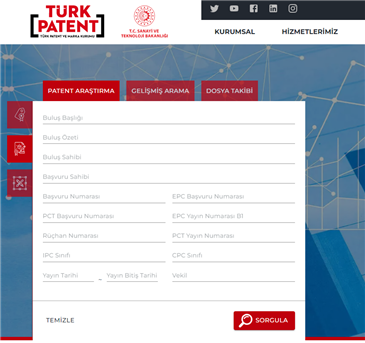 TÜRK
PATENT
TÜRK PATENT VE MARKA KURUMU
T.C. SANAYİ VE
TEKNOLOJİ BAKANLIĞI
KURUMSAL HİZMETLERİMİZ
PATENT ARAŞTIRMA GELİŞMİŞ ARAMA DOSYA TAKİBİ
Buluş Başlığı
Buluş Özeti
Buluş Sahibi
Başvuru Sahibi
Başvuru Numarası EPC Başvuru Numarası
PCT Başvuru Numarası EPC Yayın Numarası B1
Rüçhan Numarası PCT Yayın Numarası
IPC Sınıfı CPC Sınıfı
Yayın Tarihi _ Yayın Bitiş Tarihi Vekil
TEMİZLE SORGULA